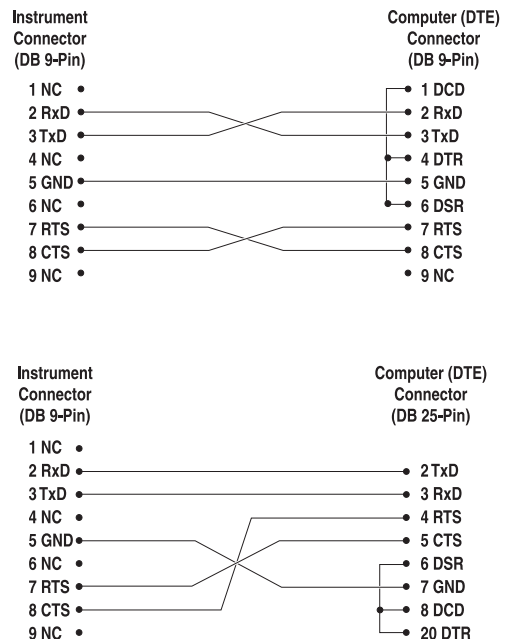 Instrument
Connector
(DB 9-Pin)
1 NC
2 RxD
3 TxD
4 NC
5 GND
6 NC
7 RTS
8 CTS
9 NC
Computer (DTE)
Connector
(DB 9-Pin)
1 DCD
2 RxD
3 TxD
4 DTR
5 GND
6 DSR
7 RTS
8 CTS
9 NC
Instrument
Connector
(DB 9-Pin)
1 NC
2 RxD
3 TxD
4 NC
5 GND
6 NC
7 RTS
8 CTS
9 NC
Computer (DTE)
Connector
(DB 25-Pin)
2 TxD
3 RxD
4 RTS
5 CTS
6 DSR
7 GND
8 DCD
20 DTR